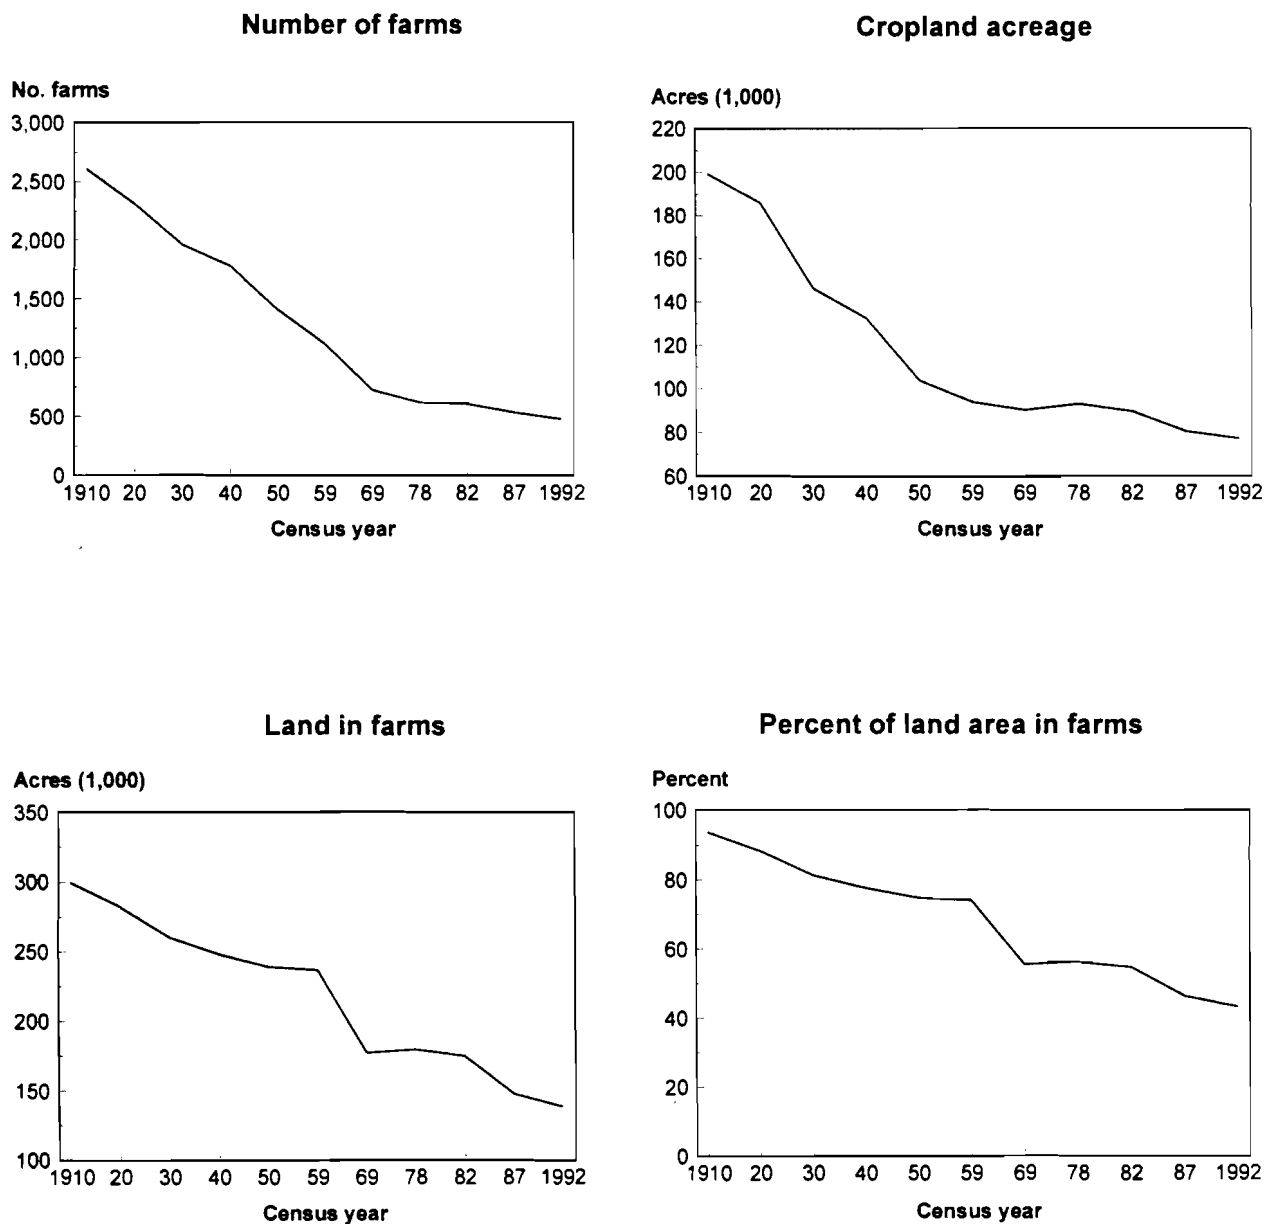 Number of farms
No. farms
3,000
2,500
2,000
1,500
1,000
500
0
1910 20 30 40 50 59 69 78 82 87 1992
Census year
Cropland acreage
Acres (1,000)
220
200
180
160
140
120
100
80
60
1910 20 30 40 50 59 69 78 82 87 1992
Census year
Land in farms
Acres (1,000)
350
300
250
200
150
100
1910 20 30 40 50 59 69 78 82 87 1992
Census year
Percent of land area in farms
Percent
100
80
60
40
20
0
1910 20 30 40 50 59 69 78 82 87 1992
Census year